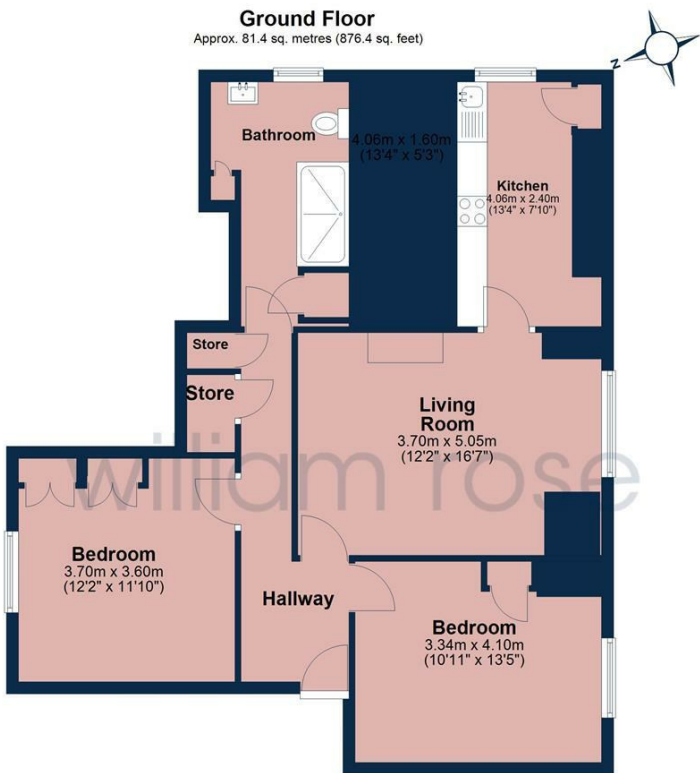 Ground Floor
Approx. 81.4 sq. metres (876.4 sq. feet)
N
Bathroom
4.06m x 1.60m
(13'4" x 5'3")
Kitchen
4.06m x 2.40m
(13'4" x 7'10")
Store
Store
Living
Room
3.70m x 5.05m
(12'2" x 16'7")
william rose
Bedroom
3.70m x 3.60m
(12'2" x 11'10")
Hallway
Bedroom
3.34m x 4.10m
(10'11" x 13'5")